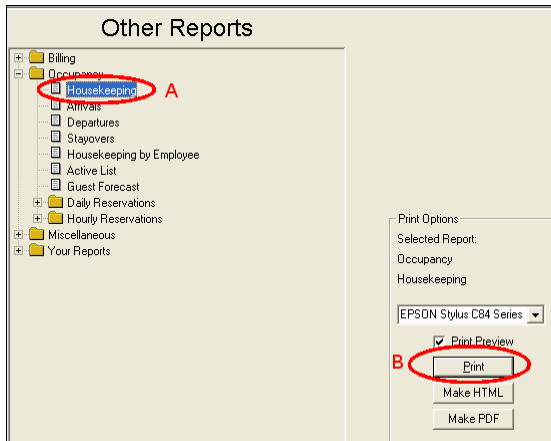 Other Reports
Billing
Occupancy
Housekeeping A
Arrivals
Departures
Stayovers
Housekeeping by Employee
Active List
Guest Forecast
Daily Reservations
Hourly Reservations
Miscellaneous
Your Reports
Print Options
Selected Report:
Occupancy
Housekeeping
EPSON Stylus C84 Series
Print Preview
B Print
Make HTML
Make PDF